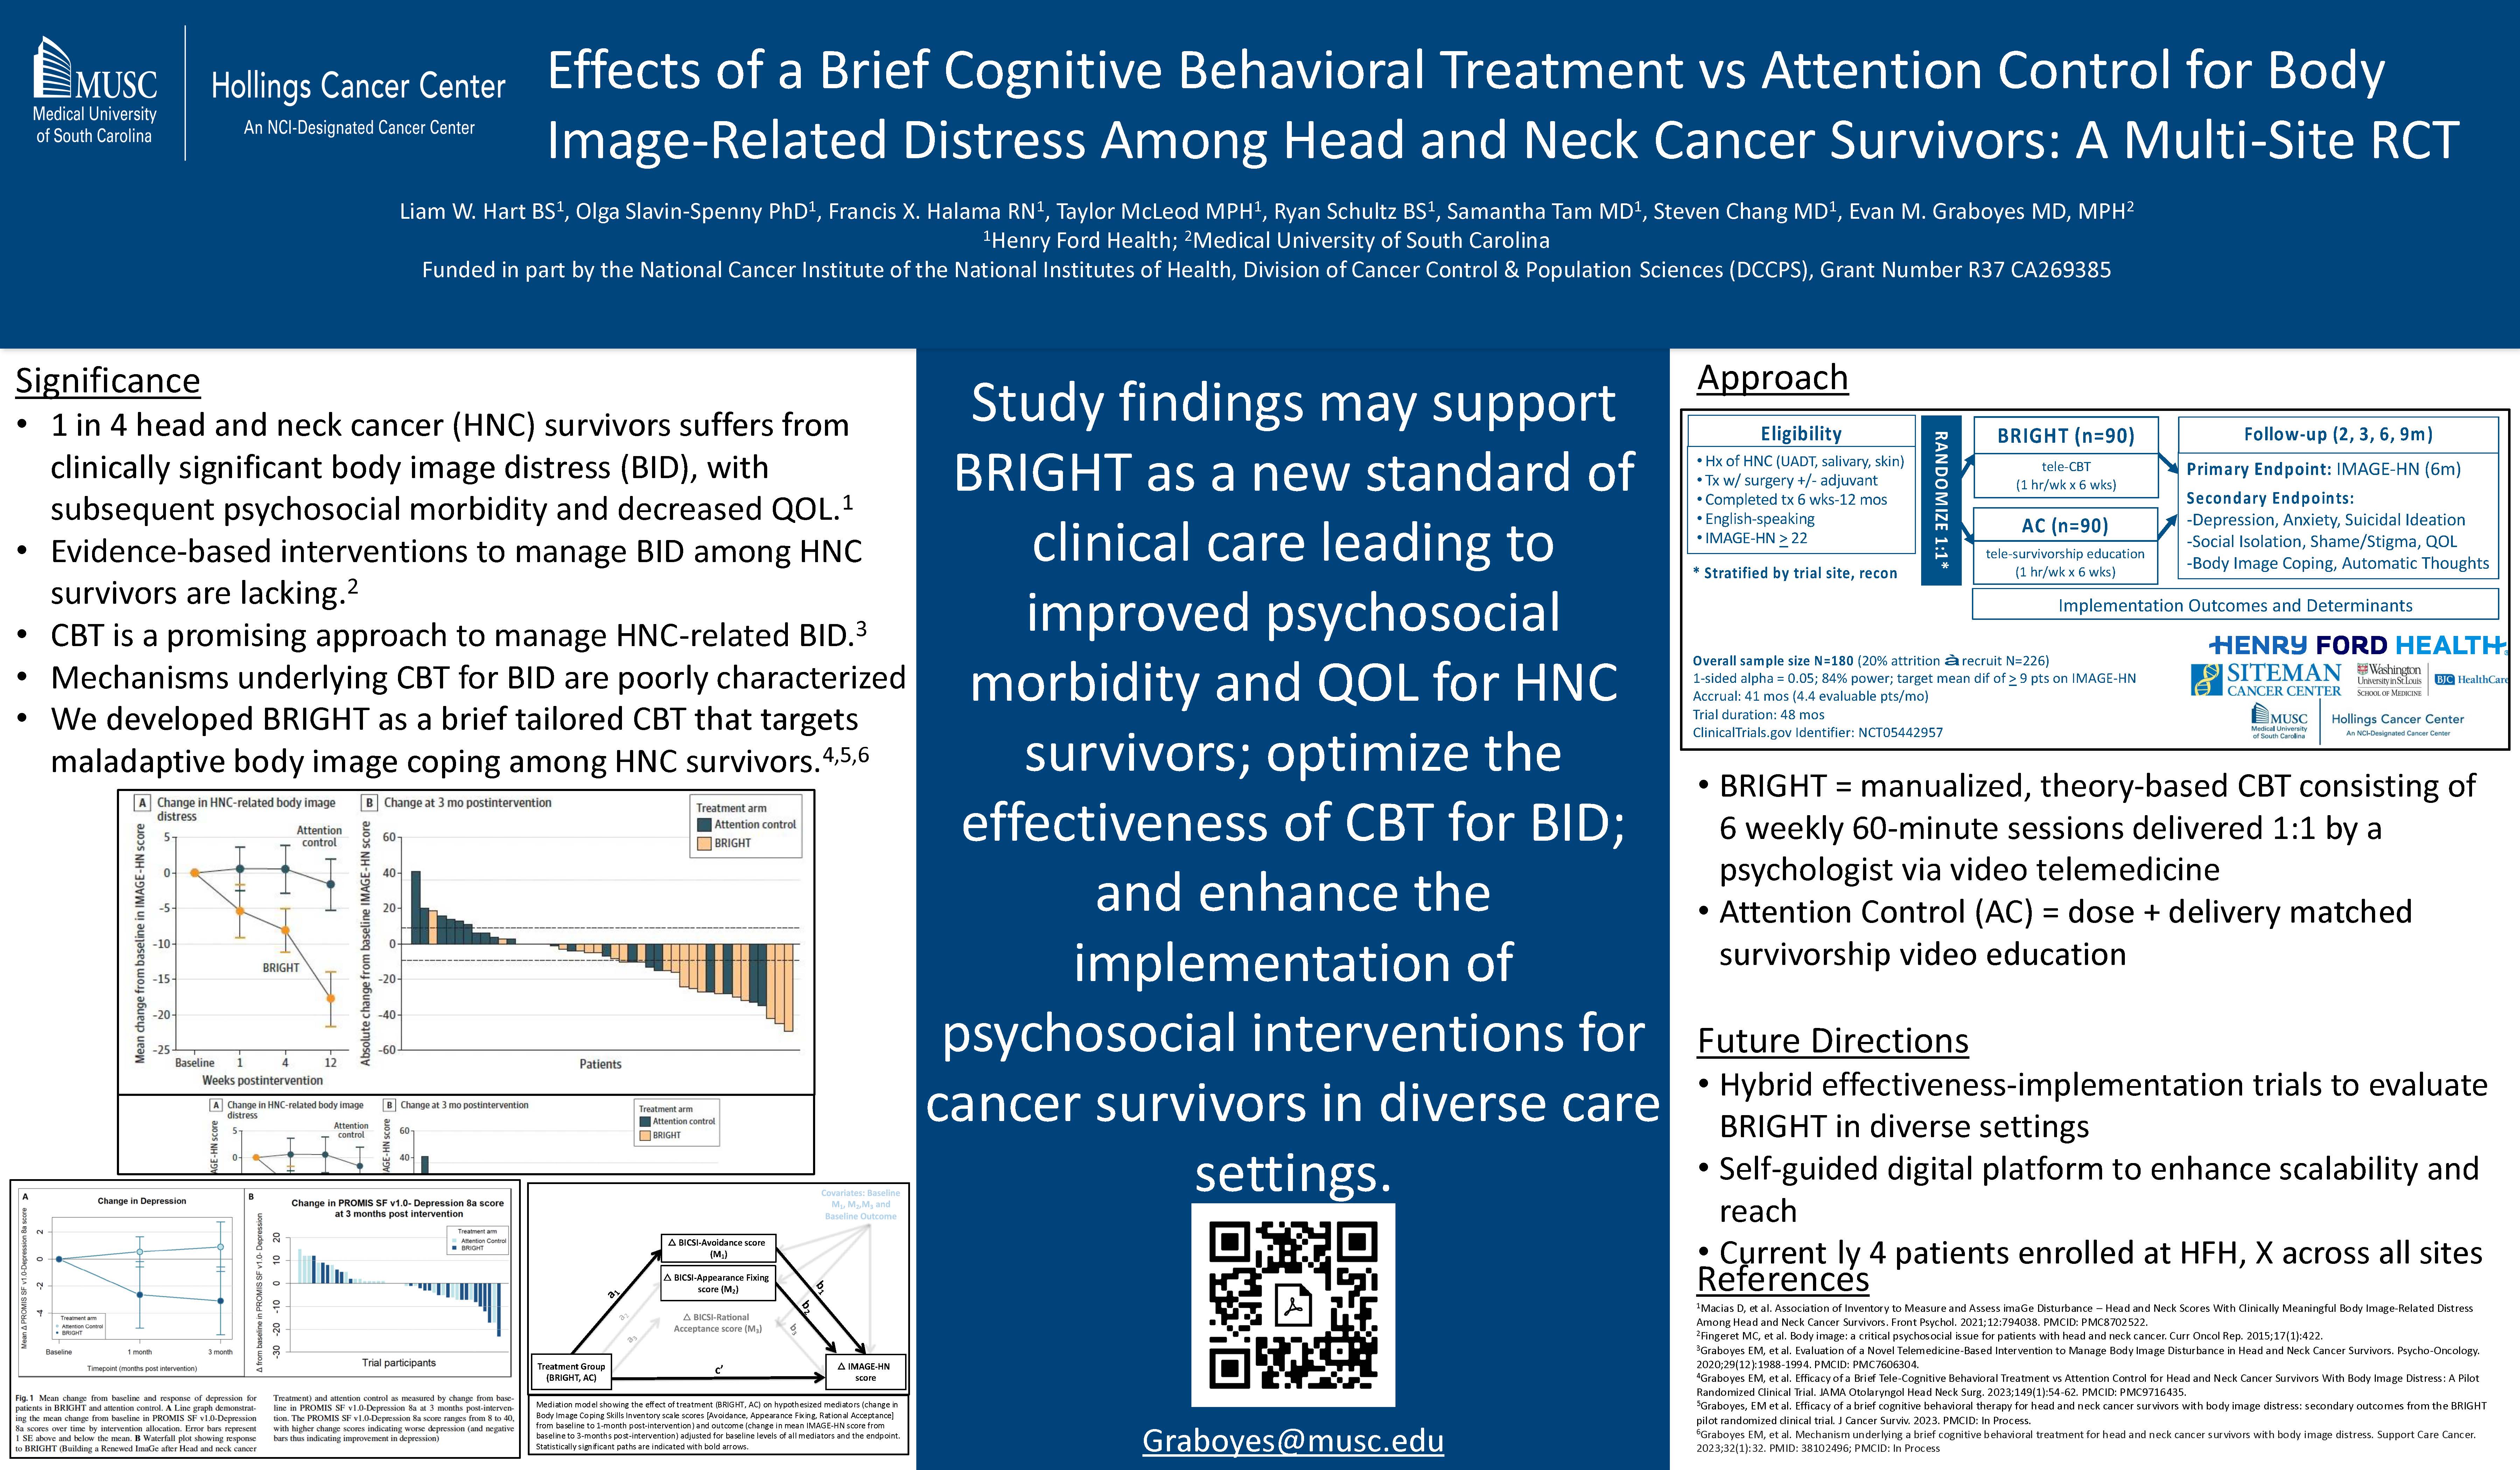 MUSC
Medical University
of South Carolina
Hollings Cancer Center
An NCI-Designated Cancer Center
Effects of a Brief Cognitive Behavioral Treatment vs Attention Control for Body
Image-Related Distress Among Head and Neck Cancer Survivors: A Multi-Site RCT
Liam W. Hart BS1, Olga Slavin-Spenny PhD1, Francis X. Halama RN1, Taylor McLeod MPH1, Ryan Schultz BS1, Samantha Tam MD1, Steven Chang MD1, Evan M. Graboyes MD, MPH2
1Henry Ford Health; 2Medical University of South Carolina
Funded in part by the National Cancer Institute of the National Institutes of Health, Division of Cancer Control & Population Sciences (DCCPS), Grant Number R37 CA269385
Significance
• 1 in 4 head and neck cancer (HNC) survivors suffers from
clinically significant body image distress (BID), with
subsequent psychosocial morbidity and decreased QOL.1
• Evidence-based interventions to manage BID among HNC
survivors are lacking.2
• CBT is a promising approach to manage HNC-related BID.3
• Mechanisms underlying CBT for BID are poorly characterized
• We developed BRIGHT as a brief tailored CBT that targets
maladaptive body image coping among HNC survivors.4,5,6
A Change in HNC-related body image
distress
Mean change from baseline in IMAGE-HN score
5
0
-5
-10
-15
-20
-25
Attention
control
BRIGHT
Baseline 1 4 12
Weeks postintervention
B Change at 3 mo postintervention
Absolute change from baseline IMAGE-HN score
60
40
20
0
-20
-40
-60
Patients
Treatment arm
Attention control
BRIGHT
A Change in HNC-related body image
distress
AGE-HN score
5
0
Attention
control
B Change at 3 mo postintervention
AGE-HN score
60
40
Treatment arm
Attention control
BRIGHT
A
Change in Depression
Mean Δ PROMIS SF v1.0-Depression 8a score
2
0
-2
-4
Treatment arm
Attention Control
BRIGHT
Baseline 1 month 3 month
Timepoint (months post intervention)
B
Change in PROMIS SF v1.0- Depression 8a score
at 3 months post intervention
Δ from baseline in PROMIS SF v1.0- Depression
20
10
0
-10
-20
-30
Treatment arm
Attention Control
BRIGHT
Trial participants
Fig. 1 Mean change from baseline and response of depression for
patients in BRIGHT and attention control. A Line graph demonstrat-
ing the mean change from baseline in PROMIS SF v1.0-Depression
8a scores over time by intervention allocation. Error bars represent
1 SE above and below the mean. B Waterfall plot showing response
to BRIGHT (Building a Renewed ImaGe after Head and neck cancer
Treatment) and attention control as measured by change from base-
line in PROMIS SF v1.0-Depression 8a at 3 months post-interven-
tion. The PROMIS SF v1.0-Depression 8a score ranges from 8 to 40,
with higher change scores indicating worse depression (and negative
bars thus indicating improvement in depression)
Covariates: Baseline
M1, M2,M3 and
Baseline Outcome
△ BICSI-Avoidance score
(M1)
△ BICSI-Appearance Fixing
score (M2)
△ BICSI-Rational
Acceptance score (M3)
a1
a2
a3
b1
b2
b3
Treatment Group
(BRIGHT, AC)
c’
△ IMAGE-HN
score
Mediation model showing the effect of treatment (BRIGHT, AC) on hypothesized mediators (change in
Body Image Coping Skills Inventory scale scores [Avoidance, Appearance Fixing, Rational Acceptance]
from baseline to 1-month post-intervention) and outcome (change in mean IMAGE-HN score from
baseline to 3-months post-intervention) adjusted for baseline levels of all mediators and the endpoint.
Statistically significant paths are indicated with bold arrows.
Study findings may support
BRIGHT as a new standard of
clinical care leading to
improved psychosocial
morbidity and QOL for HNC
survivors; optimize the
effectiveness of CBT for BID;
and enhance the
implementation of
psychosocial interventions for
cancer survivors in diverse care
settings.
Graboyes@musc.edu
Approach
Eligibility
• Hx of HNC (UADT, salivary, skin)
• Tx w/ surgery +/- adjuvant
• Completed tx 6 wks-12 mos
• English-speaking
• IMAGE-HN ≥ 22
* Stratified by trial site, recon
RANDOMIZE 1:1*
BRIGHT (n=90)
tele-CBT
(1 hr/wk x 6 wks)
AC (n=90)
tele-survivorship education
(1 hr/wk x 6 wks)
Follow-up (2, 3, 6, 9m)
Primary Endpoint: IMAGE-HN (6m)
Secondary Endpoints:
-Depression, Anxiety, Suicidal Ideation
-Social Isolation, Shame/Stigma, QOL
-Body Image Coping, Automatic Thoughts
Implementation Outcomes and Determinants
Overall sample size N=180 (20% attrition à recruit N=226)
1-sided alpha = 0.05; 84% power; target mean dif of ≥ 9 pts on IMAGE-HN
Accrual: 41 mos (4.4 evaluable pts/mo)
Trial duration: 48 mos
ClinicalTrials.gov Identifier: NCT05442957
HENRY FORD HEALTH
SITEMAN
CANCER CENTER
Washington
University in St. Louis
SCHOOL OF MEDICINE
BJC HealthCare
MUSC
Medical University
of South Carolina
Hollings Cancer Center
An NCI-Designated Cancer Center
• BRIGHT = manualized, theory-based CBT consisting of
6 weekly 60-minute sessions delivered 1:1 by a
psychologist via video telemedicine
• Attention Control (AC) = dose + delivery matched
survivorship video education
Future Directions
• Hybrid effectiveness-implementation trials to evaluate
BRIGHT in diverse settings
• Self-guided digital platform to enhance scalability and
reach
• Current ly 4 patients enrolled at HFH, X across all sites
References
1Macias D, et al. Association of Inventory to Measure and Assess imaGe Disturbance – Head and Neck Scores With Clinically Meaningful Body Image-Related Distress
Among Head and Neck Cancer Survivors. Front Psychol. 2021;12:794038. PMCID: PMC8702522.
2Fingeret MC, et al. Body image: a critical psychosocial issue for patients with head and neck cancer. Curr Oncol Rep. 2015;17(1):422.
3Graboyes EM, et al. Evaluation of a Novel Telemedicine-Based Intervention to Manage Body Image Disturbance in Head and Neck Cancer Survivors. Psycho-Oncology.
2020;29(12):1988-1994. PMCID: PMC7606304.
4Graboyes EM, et al. Efficacy of a Brief Tele-Cognitive Behavioral Treatment vs Attention Control for Head and Neck Cancer Survivors With Body Image Distress: A Pilot
Randomized Clinical Trial. JAMA Otolaryngol Head Neck Surg. 2023;149(1):54-62. PMCID: PMC9716435.
5Graboyes, EM et al. Efficacy of a brief cognitive behavioral therapy for head and neck cancer survivors with body image distress: secondary outcomes from the BRIGHT
pilot randomized clinical trial. J Cancer Surviv. 2023. PMCID: In Process.
6Graboyes EM, et al. Mechanism underlying a brief cognitive behavioral treatment for head and neck cancer survivors with body image distress. Support Care Cancer.
2023;32(1):32. PMID: 38102496; PMCID: In Process